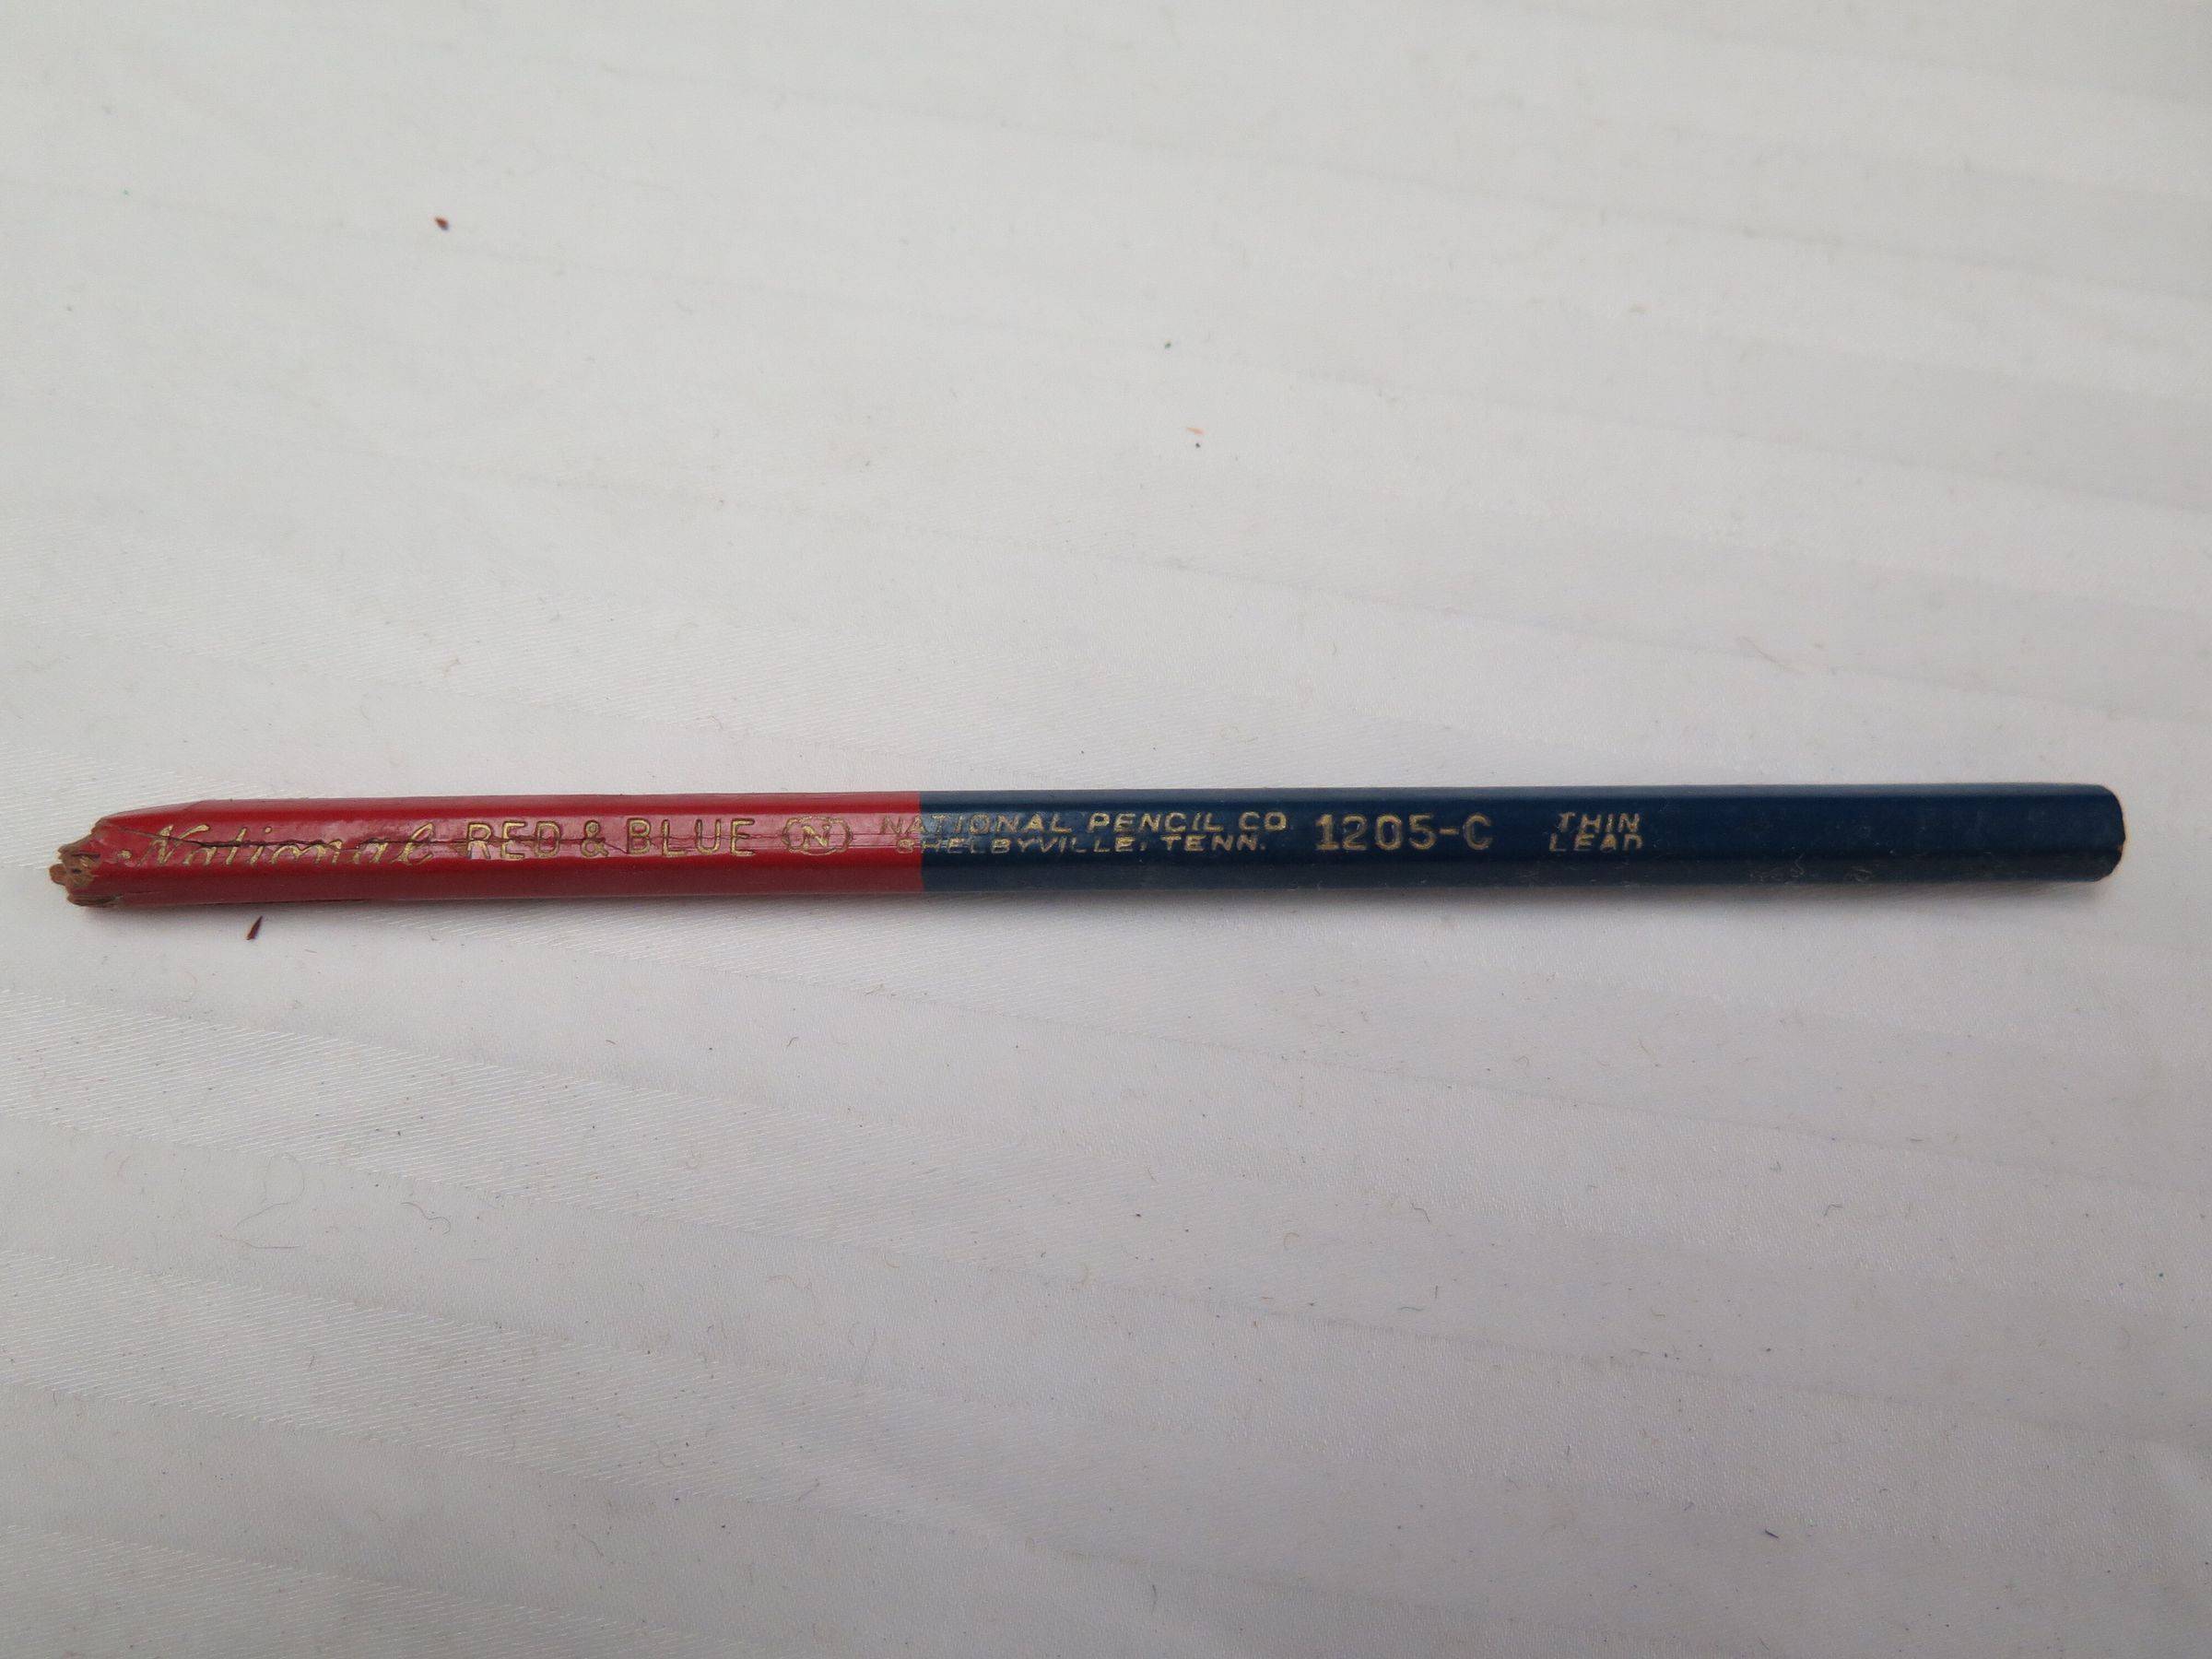 National RED & BLUE N NATIONAL PENCIL CO. 1205-C THIN
SHELBYVILLE, TENN. LEAD